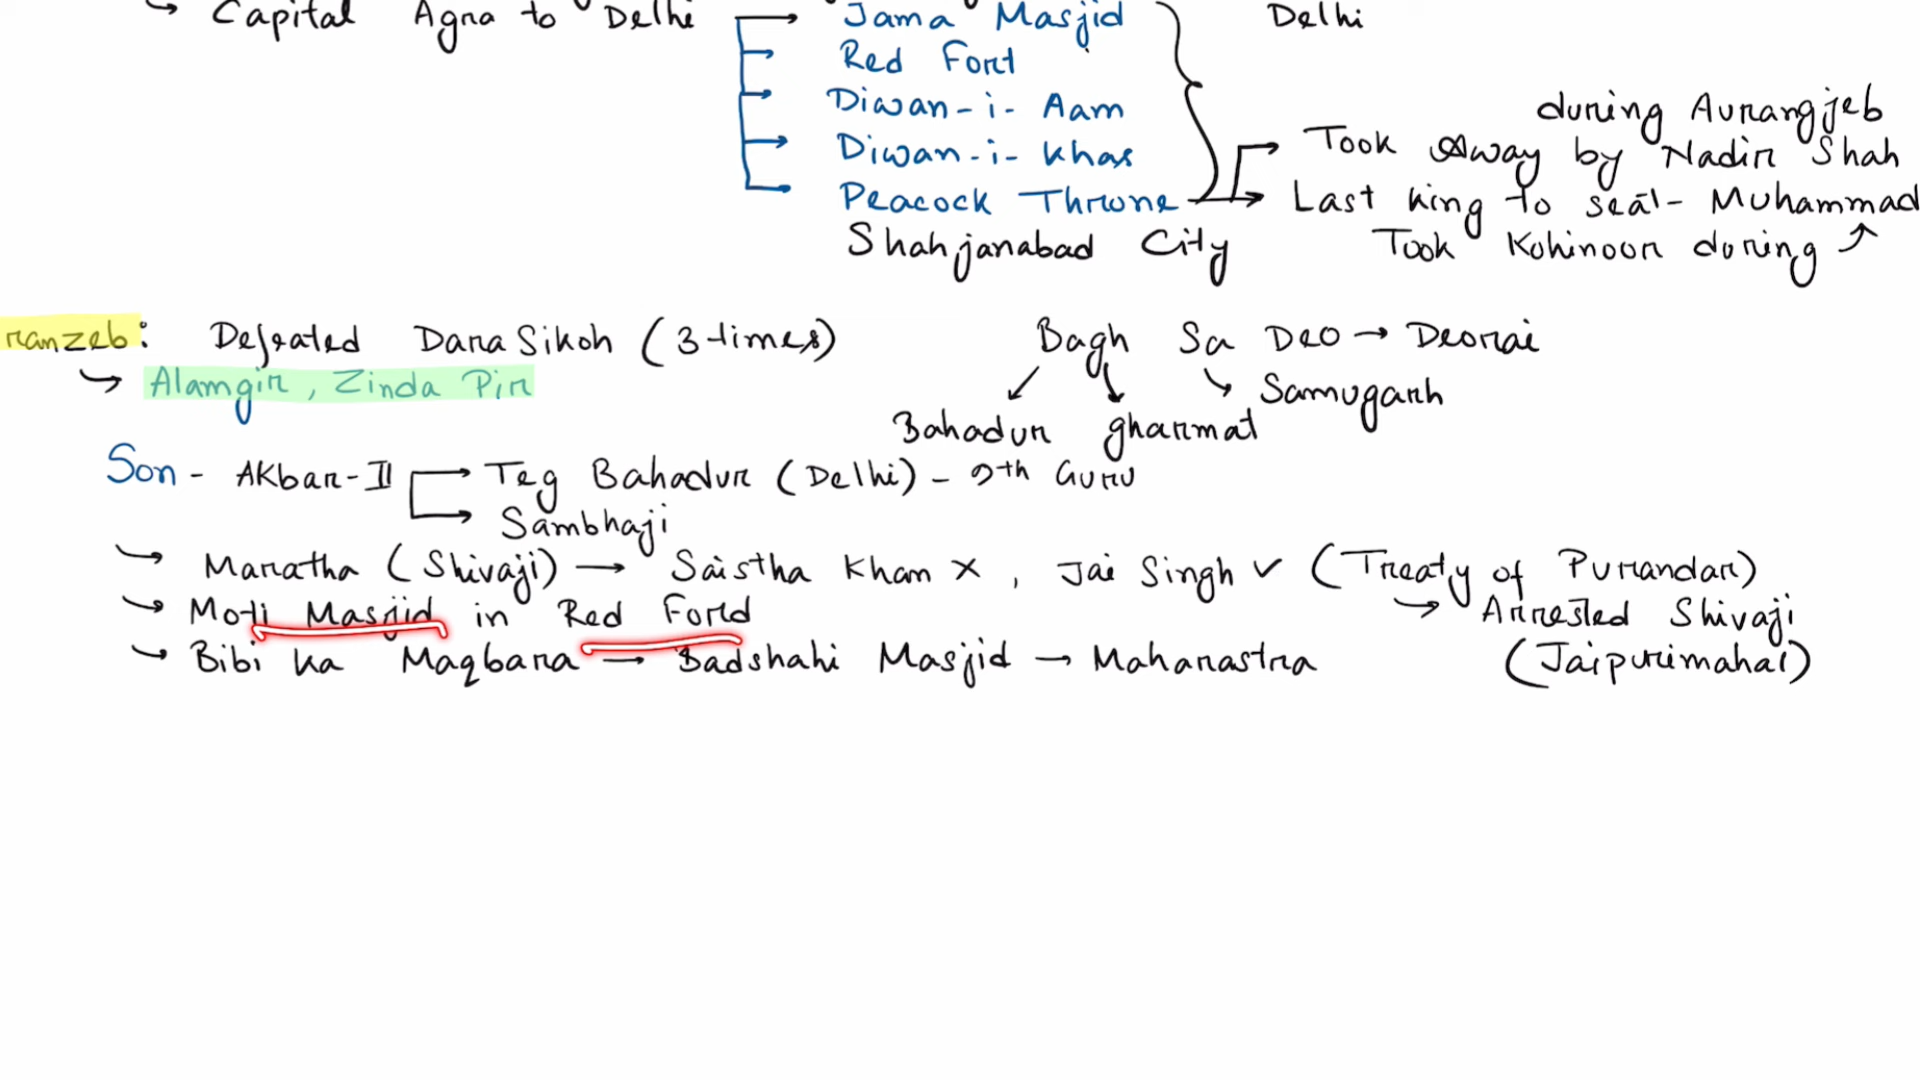 ↳ Capital Agra to Delhi → Jama Masjid Delhi
→ Red Fort
→ Diwan-i-Aam
during Aurangjeb
→ Diwan-i-Khas
→ Took Away by Nadir Shah
→ Peacock Throne → Last king to seat- Muhammad
Shahjanabad City
Took Kohinoor during ↗
ranzeb: Defeated Dara Sikoh (3 times)
Bagh Sa Deo → Deorai
↳ Alamgir, Zinda Pir
↳ Samugarh
Bahadur gharmat
Son - AKbar-II → Teg Bahadur (Delhi) - 9th Guru
→ Sambhaji
↳ Maratha (Shivaji) → Saistha Khan X, Jai Singh ✓ (Treaty of Purandar)
↳ Moti Masjid in Red Ford
↳ Arrested Shivaji
↳ Bibi ka Maqbara → Badshahi Masjid → Maharastra
(Jaipurimahal)